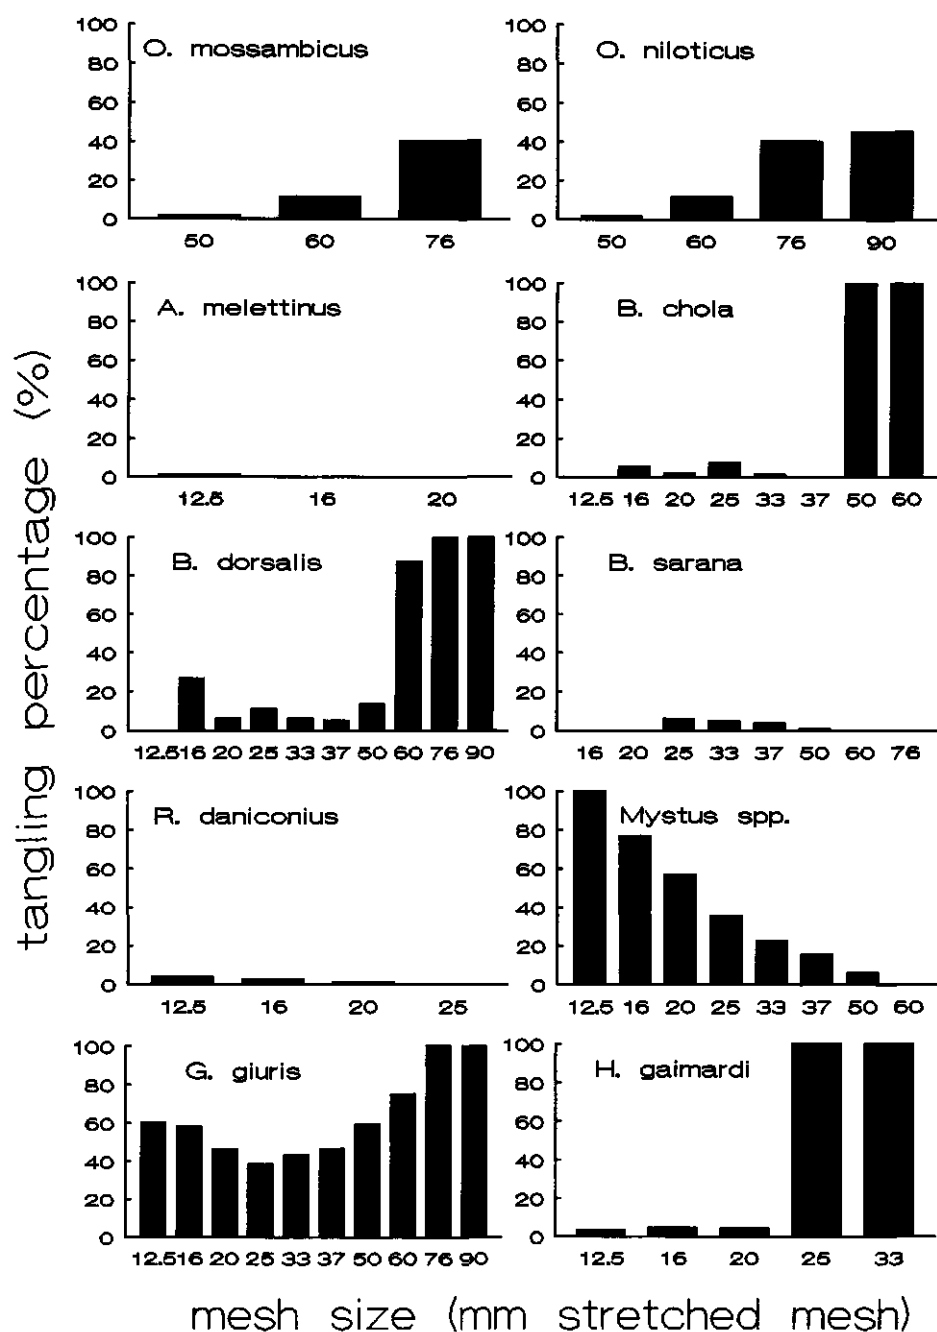 tangling percentage (%)
O. mossambicus
100
80
60
40
20
0
50 60 76
O. niloticus
100
80
60
40
20
0
50 60 76 90
A. melettinus
100
80
60
40
20
0
12.5 16 20
B. chola
100
80
60
40
20
0
12.5 16 20 25 33 37 50 60
B. dorsalis
100
80
60
40
20
0
12.5 16 20 25 33 37 50 60 76 90
B. sarana
100
80
60
40
20
0
16 20 25 33 37 50 60 76
R. daniconius
100
80
60
40
20
0
12.5 16 20 25
Mystus spp.
100
80
60
40
20
0
12.5 16 20 25 33 37 50 60
G. giuris
100
80
60
40
20
0
12.5 16 20 25 33 37 50 60 76 90
H. gaimardi
100
80
60
40
20
0
12.5 16 20 25 33
mesh size (mm stretched mesh)